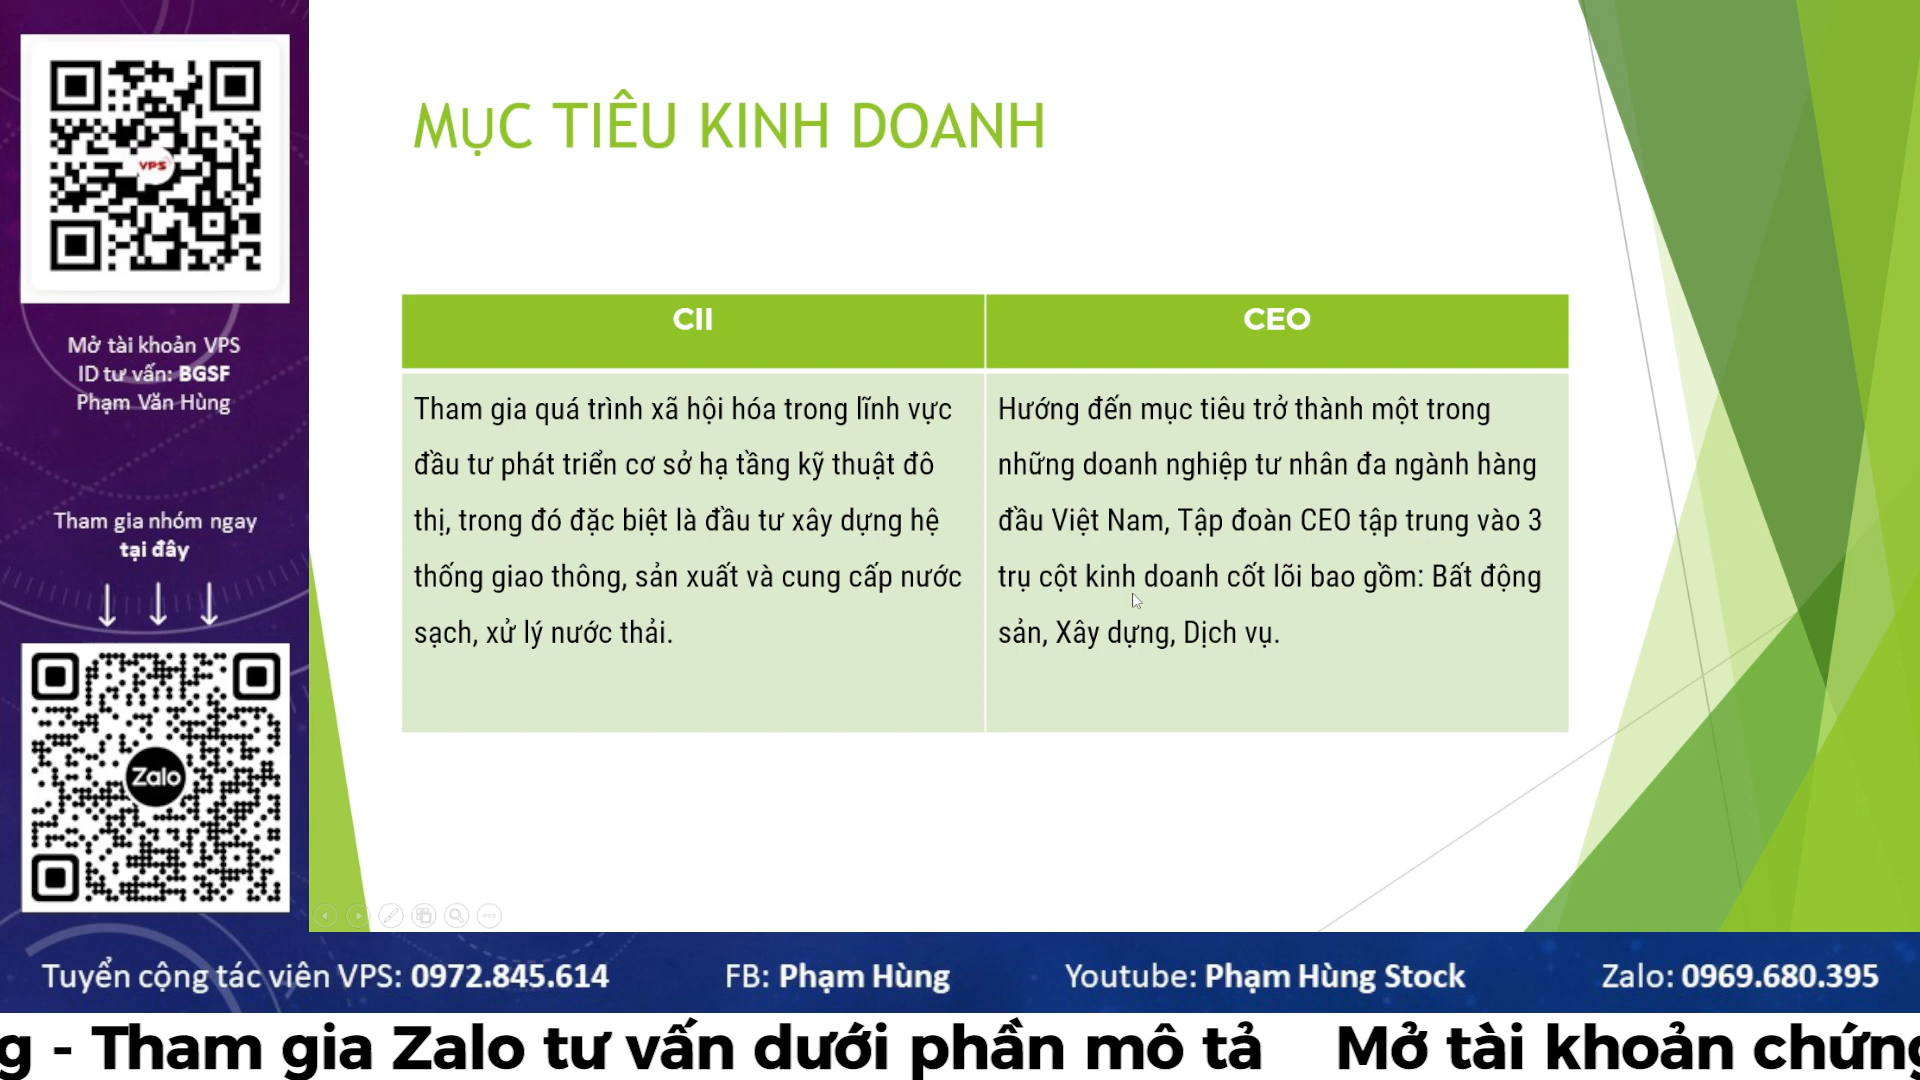 VPS
Mở tài khoản VPS
ID tư vấn: BGSF
Phạm Văn Hùng
Tham gia nhóm ngay
tại đây
Zalo
MỤC TIÊU KINH DOANH
CII
Tham gia quá trình xã hội hóa trong lĩnh vực
đầu tư phát triển cơ sở hạ tầng kỹ thuật đô
thị, trong đó đặc biệt là đầu tư xây dựng hệ
thống giao thông, sản xuất và cung cấp nước
sạch, xử lý nước thải.
CEO
Hướng đến mục tiêu trở thành một trong
những doanh nghiệp tư nhân đa ngành hàng
đầu Việt Nam, Tập đoàn CEO tập trung vào 3
trụ cột kinh doanh cốt lõi bao gồm: Bất động
sản, Xây dựng, Dịch vụ.
Tuyển cộng tác viên VPS: 0972.845.614
FB: Phạm Hùng
Youtube: Phạm Hùng Stock
Zalo: 0969.680.395
g - Tham gia Zalo tư vấn dưới phần mô tả Mở tài khoản chứng